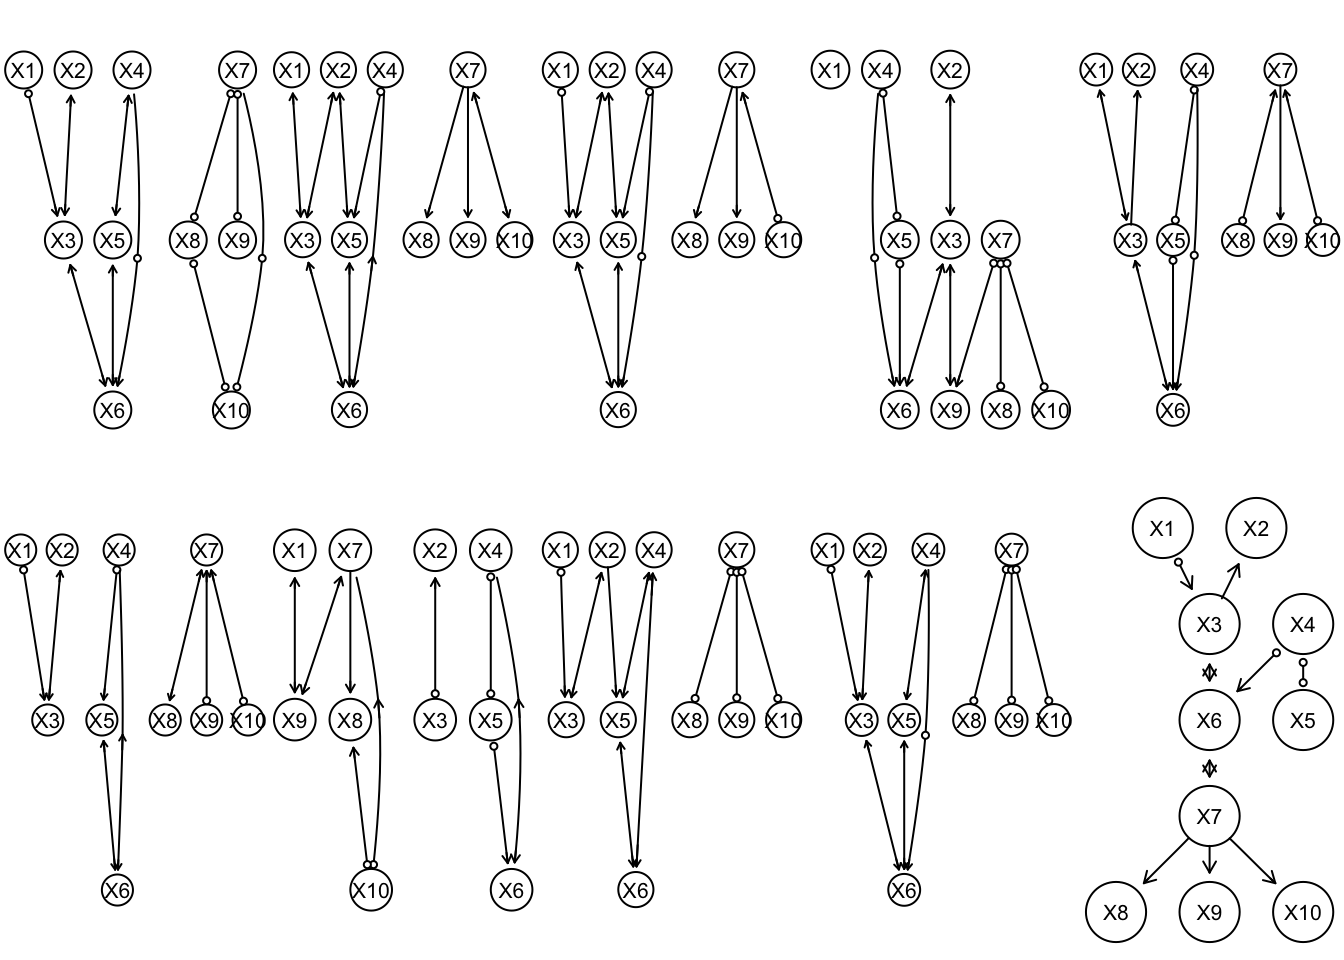 X1 X2 X4 X7 X1 X2 X4 X7 X1 X2 X4 X7 X1 X4 X2 X1 X2 X4 X7
X3 X5 X8 X9 X3 X5 X8 X9 X10 X3 X5 X8 X9 X10 X5 X3 X7 X3 X5 X8 X9 X10
X6 X10 X6 X6 X6 X9 X8 X10 X6
X1 X2
X1 X2 X4 X7 X1 X7 X2 X4 X1 X2 X4 X7 X1 X2 X4 X7
X3 X4
X3 X5 X8 X9 X10 X9 X8 X3 X5 X3 X5 X8 X9 X10 X3 X5 X8 X9 X10 X6 X5
X7
X6 X10 X6 X6 X6
X8 X9 X10